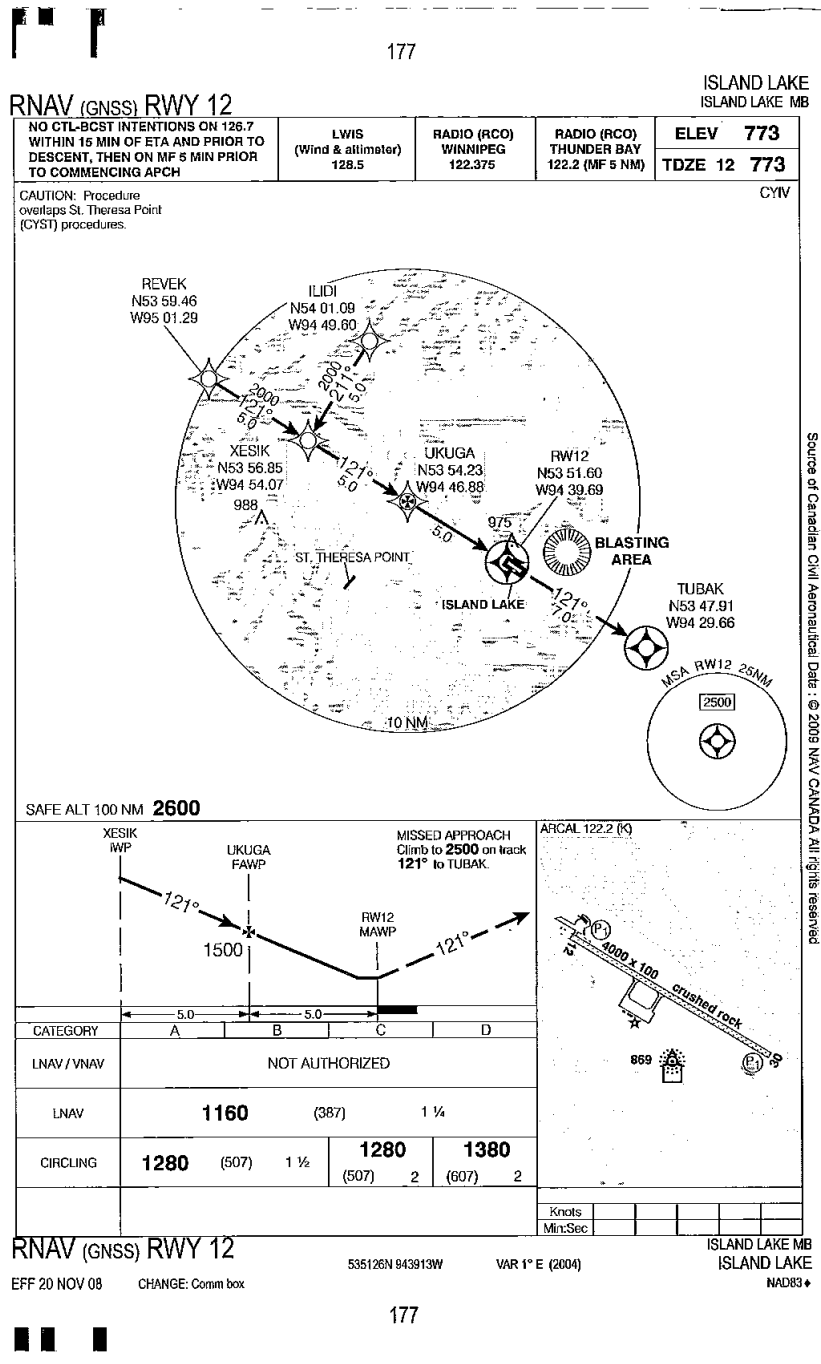 177
ISLAND LAKE
RNAV (GNSS) RWY 12
ISLAND LAKE MB
NO CTL-BCST INTENTIONS ON 126.7
WITHIN 15 MIN OF ETA AND PRIOR TO
DESCENT, THEN ON MF 5 MIN PRIOR
TO COMMENCING APCH
LWIS
(Wind & altimeter)
128.5
RADIO (RCO)
WINNIPEG
122.375
RADIO (RCO)
THUNDER BAY
122.2 (MF 5 NM)
ELEV 773
TDZE 12 773
CAUTION: Procedure
overlaps St. Theresa Point
(CYST) procedures.
CYIV
REVEK
N53 59.46
W95 01.29
ILIDI
N54 01.09
W94 49.60
2000
121°
5.0
2000
211°
5.0
XESIK
N53 56.85
W94 54.07
121°
5.0
UKUGA
N53 54.23
W94 46.88
RW12
N53 51.60
W94 39.69
988
975
5.0
BLASTING
AREA
ST. THERESA POINT
ISLAND LAKE
121°
7.0
TUBAK
N53 47.91
W94 29.66
MSA RW12 25NM
2500
10 NM
SAFE ALT 100 NM 2600
Source of Canadian Civil Aeronautical Data : © 2009 NAV CANADA All rights reserved
XESIK
IWP
UKUGA
FAWP
MISSED APPROACH
Climb to 2500 on track
121° to TUBAK.
121°
1500
RW12
MAWP
121°
5.0
5.0
ARCAL 122.2 (K)
P1
12
4000 x 100
crushed rock
869
P1
30
CATEGORY A B C D
LNAV / VNAV NOT AUTHORIZED
LNAV 1160 (387) 1 ¼
CIRCLING 1280 (507) 1 ½
1280
(507) 2
1380
(607) 2
Knots
Min:Sec
RNAV (GNSS) RWY 12
ISLAND LAKE MB
ISLAND LAKE
535126N 943913W VAR 1° E (2004)
EFF 20 NOV 08 CHANGE: Comm box
NAD83
177